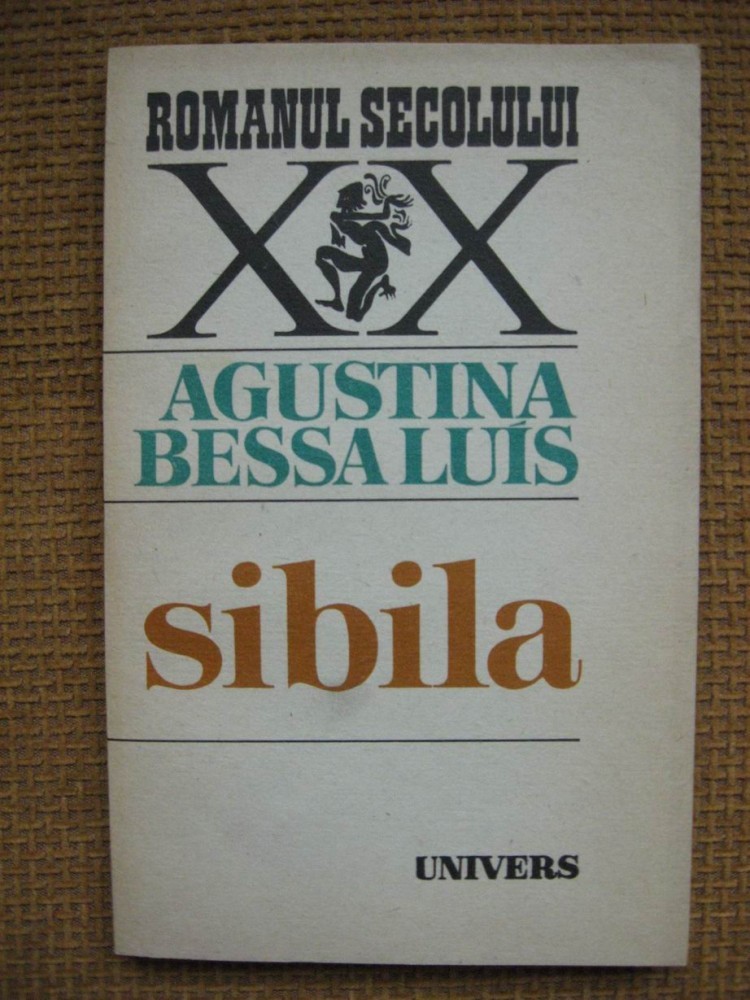 ROMANUL SECOLULUI
XX
AGUSTINA
BESSA LUÍS
sibila
UNIVERS